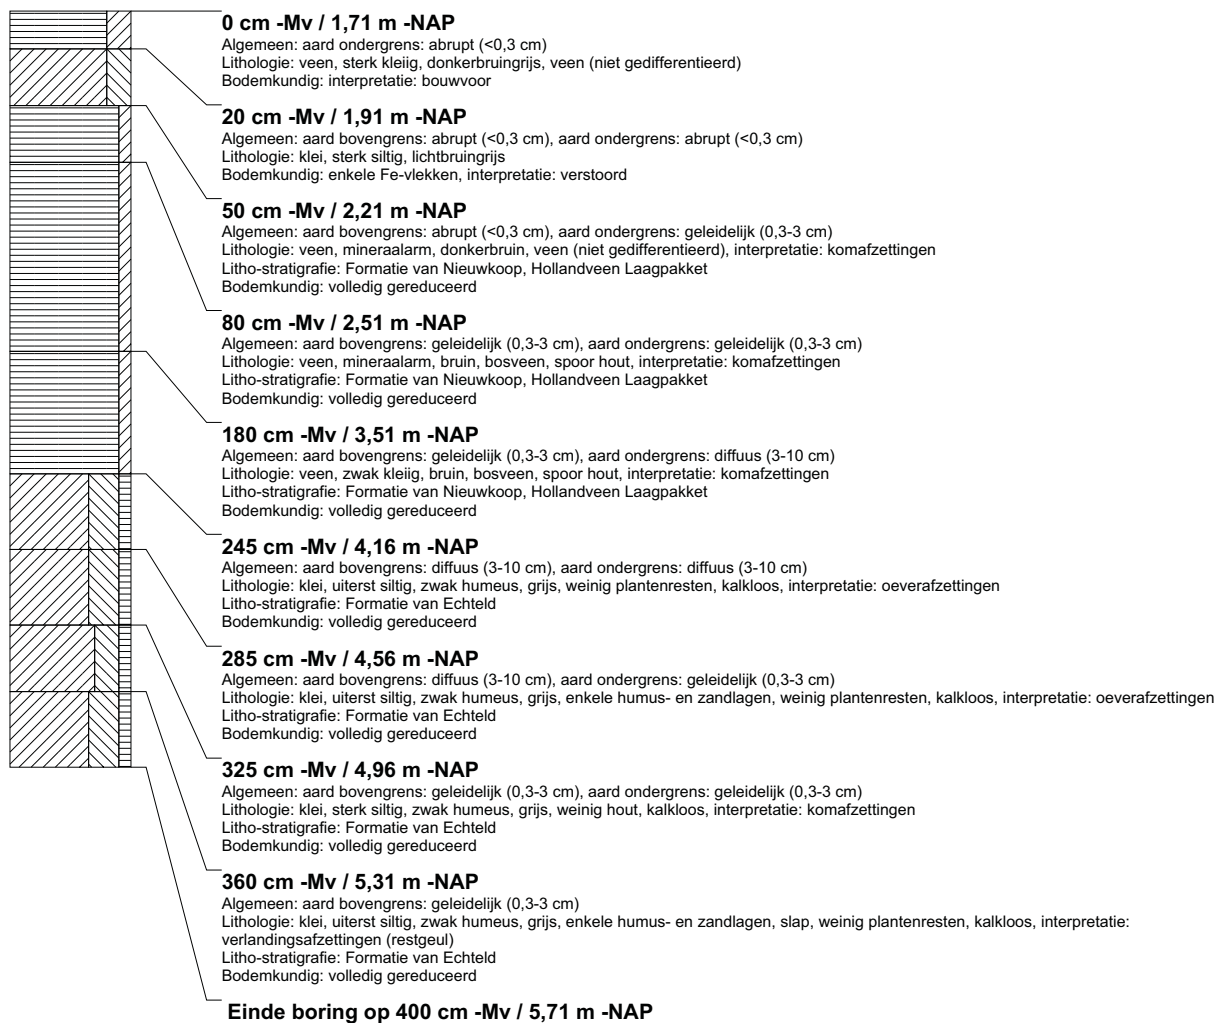 0 cm -Mv / 1,71 m -NAP
Algemeen: aard ondergrens: abrupt (<0,3 cm)
Lithologie: veen, sterk kleiig, donkerbruingrijs, veen (niet gedifferentieerd)
Bodemkundig: interpretatie: bouwvoor
20 cm -Mv / 1,91 m -NAP
Algemeen: aard bovengrens: abrupt (<0,3 cm), aard ondergrens: abrupt (<0,3 cm)
Lithologie: klei, sterk siltig, lichtbruingrijs
Bodemkundig: enkele Fe-vlekken, interpretatie: verstoord
50 cm -Mv / 2,21 m -NAP
Algemeen: aard bovengrens: abrupt (<0,3 cm), aard ondergrens: geleidelijk (0,3-3 cm)
Lithologie: veen, mineraalarm, donkerbruin, veen (niet gedifferentieerd), interpretatie: komafzettingen
Litho-stratigrafie: Formatie van Nieuwkoop, Hollandveen Laagpakket
Bodemkundig: volledig gereduceerd
80 cm -Mv / 2,51 m -NAP
Algemeen: aard bovengrens: geleidelijk (0,3-3 cm), aard ondergrens: geleidelijk (0,3-3 cm)
Lithologie: veen, mineraalarm, bruin, bosveen, spoor hout, interpretatie: komafzettingen
Litho-stratigrafie: Formatie van Nieuwkoop, Hollandveen Laagpakket
Bodemkundig: volledig gereduceerd
180 cm -Mv / 3,51 m -NAP
Algemeen: aard bovengrens: geleidelijk (0,3-3 cm), aard ondergrens: diffuus (3-10 cm)
Lithologie: veen, zwak kleiig, bruin, bosveen, spoor hout, interpretatie: komafzettingen
Litho-stratigrafie: Formatie van Nieuwkoop, Hollandveen Laagpakket
Bodemkundig: volledig gereduceerd
245 cm -Mv / 4,16 m -NAP
Algemeen: aard bovengrens: diffuus (3-10 cm), aard ondergrens: diffuus (3-10 cm)
Lithologie: klei, uiterst siltig, zwak humeus, grijs, weinig plantenresten, kalkloos, interpretatie: oeverafzettingen
Litho-stratigrafie: Formatie van Echteld
Bodemkundig: volledig gereduceerd
285 cm -Mv / 4,56 m -NAP
Algemeen: aard bovengrens: diffuus (3-10 cm), aard ondergrens: geleidelijk (0,3-3 cm)
Lithologie: klei, uiterst siltig, zwak humeus, grijs, enkele humus- en zandlagen, weinig plantenresten, kalkloos, interpretatie: oeverafzettingen
Litho-stratigrafie: Formatie van Echteld
Bodemkundig: volledig gereduceerd
325 cm -Mv / 4,96 m -NAP
Algemeen: aard bovengrens: geleidelijk (0,3-3 cm), aard ondergrens: geleidelijk (0,3-3 cm)
Lithologie: klei, sterk siltig, zwak humeus, grijs, weinig hout, kalkloos, interpretatie: komafzettingen
Litho-stratigrafie: Formatie van Echteld
Bodemkundig: volledig gereduceerd
360 cm -Mv / 5,31 m -NAP
Algemeen: aard bovengrens: geleidelijk (0,3-3 cm)
Lithologie: klei, uiterst siltig, zwak humeus, grijs, enkele humus- en zandlagen, slap, weinig plantenresten, kalkloos, interpretatie:
verlandingsafzettingen (restgeul)
Litho-stratigrafie: Formatie van Echteld
Bodemkundig: volledig gereduceerd
Einde boring op 400 cm -Mv / 5,71 m -NAP